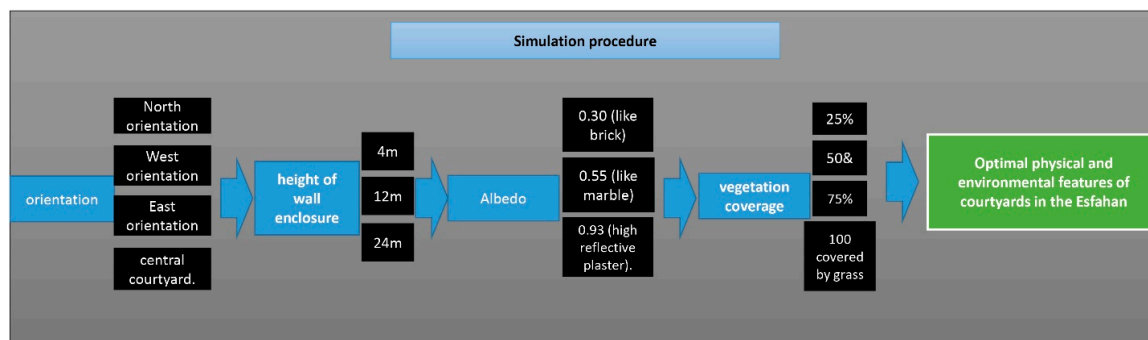 Simulation procedure
orientation
North
orientation
West
orientation
East
orientation
central
courtyard.
height of
wall
enclosure
4m
12m
24m
Albedo
0.30 (like
brick)
0.55 (like
marble)
0.93 (high
reflective
plaster).
vegetation
coverage
25%
50&
75%
100
covered
by grass
Optimal physical and
environmental features of
courtyards in the Esfahan